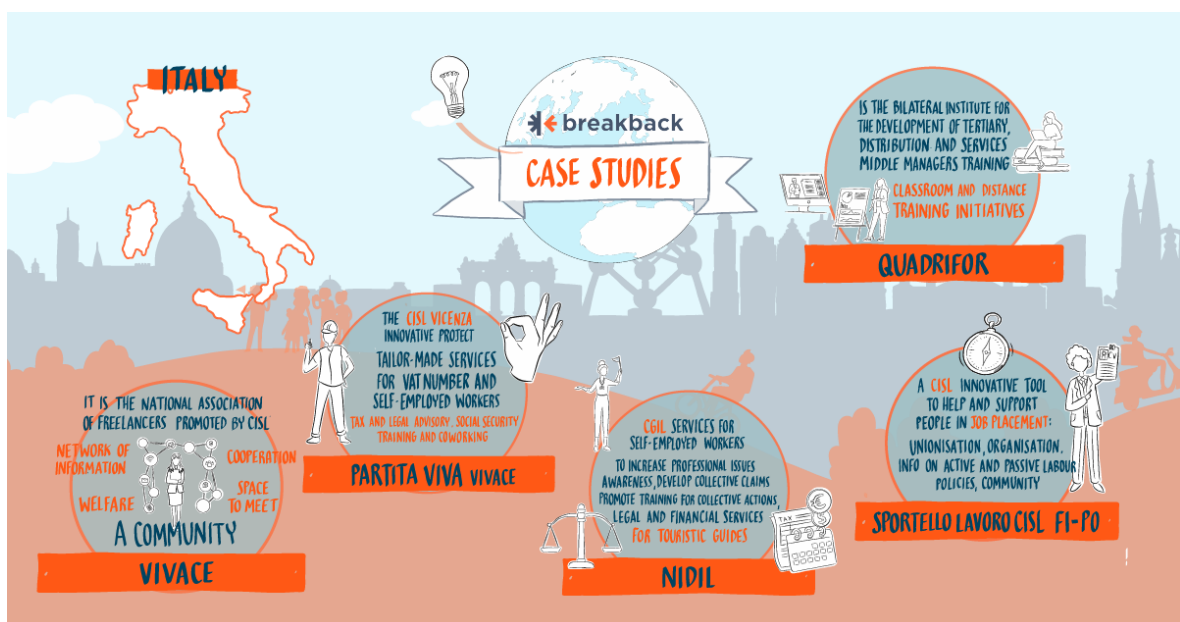 ITALY
breakback
CASE STUDIES
IS THE BILATERAL INSTITUTE FOR
THE DEVELOPMENT OF TERTIARY,
DISTRIBUTION AND SERVICES
MIDDLE MANAGERS TRAINING
CLASSROOM AND DISTANCE
TRAINING INITIATIVES
QUADRIFOR
THE CISL VICENZA
INNOVATIVE PROJECT
TAILOR-MADE SERVICES
FOR VAT NUMBER AND
SELF-EMPLOYED WORKERS
TAX AND LEGAL ADVISORY, SOCIAL SECURITY
TRAINING AND COWORKING
PARTITA VIVA VIVACE
IT IS THE NATIONAL ASSOCIATION
OF FREELANCERS PROMOTED BY CISL
NETWORK OF
INFORMATION
COOPERATION
WELFARE
SPACE
TO MEET
A COMMUNITY
VIVACE
CGIL SERVICES FOR
SELF-EMPLOYED WORKERS
TO INCREASE PROFESSIONAL ISSUES
AWARENESS, DEVELOP COLLECTIVE CLAIMS
PROMOTE TRAINING FOR COLLECTIVE ACTIONS,
LEGAL AND FINANCIAL SERVICES
FOR TOURISTIC GUIDES
TAX
NIDIL
A CISL INNOVATIVE TOOL
TO HELP AND SUPPORT
PEOPLE IN JOB PLACEMENT:
UNIONISATION, ORGANISATION,
INFO ON ACTIVE AND PASSIVE LABOUR
POLICIES, COMMUNITY
SPORTELLO LAVORO CISL FI-PO